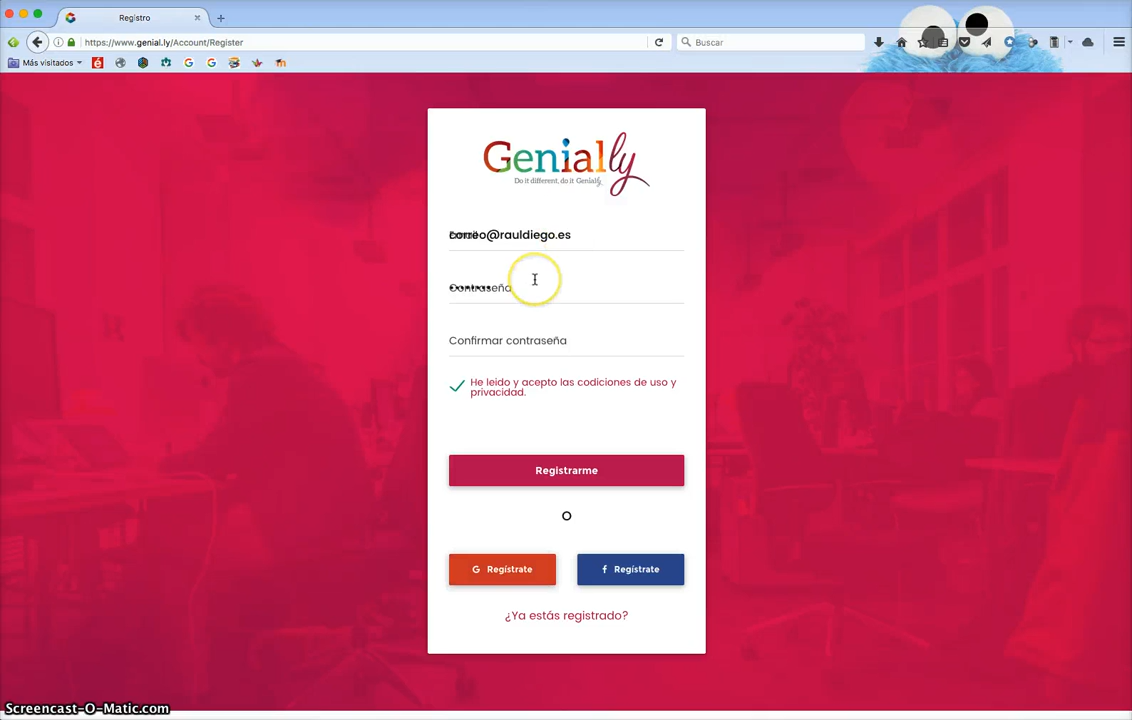 Registro
https://www.genial.ly/Account/Register
Buscar
Más visitados
Genially
Do it different, do it Genially.
correo@rauldiego.es
Contraseña
Confirmar contraseña
He leido y acepto las codiciones de uso y
privacidad.
Registrarme
O
G Regístrate
f Regístrate
¿Ya estás registrado?
Screencast-O-Matic.com